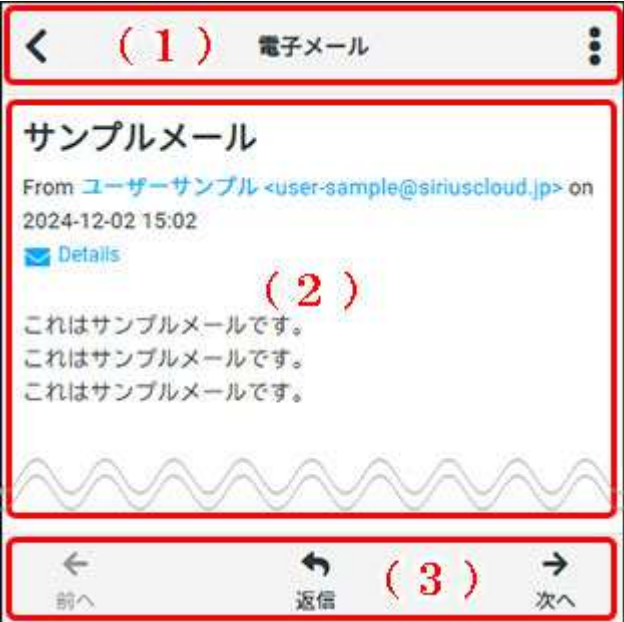 （1） 電子メール
サンプルメール
From ユーザーサンプル <user-sample@siriuscloud.jp> on
2024-12-02 15:02
Details
（2）
これはサンプルメールです。
これはサンプルメールです。
これはサンプルメールです。
前へ 返信 （3） 次へ